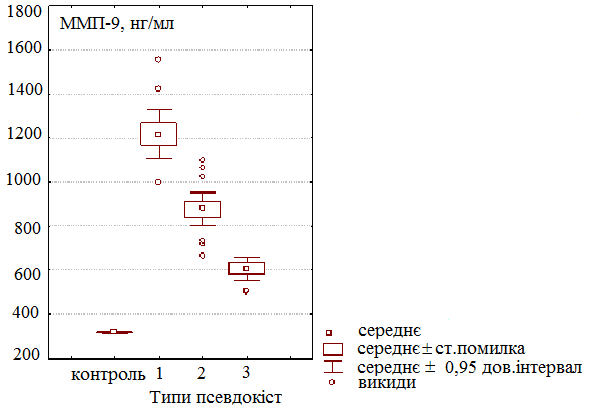 1800
ММП-9, нг/мл
1600
1400
1200
1000
800
600
400
200
контроль 1 2 3
Типи псевдокіст
середнє
середнє±ст.помилка
середнє ± 0,95 дов.інтервал
викиди